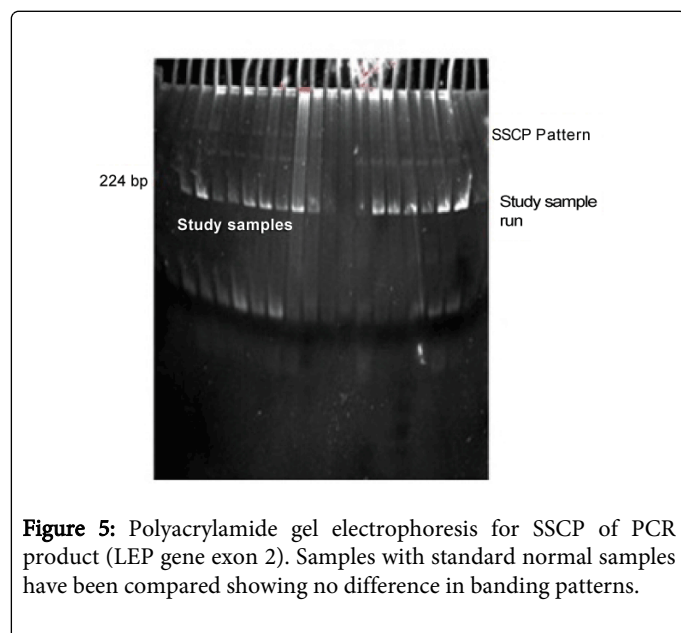 SSCP Pattern
224 bp
Study sample
run
Study samples
Figure 5: Polyacrylamide gel electrophoresis for SSCP of PCR
product (LEP gene exon 2). Samples with standard normal samples
have been compared showing no difference in banding patterns.